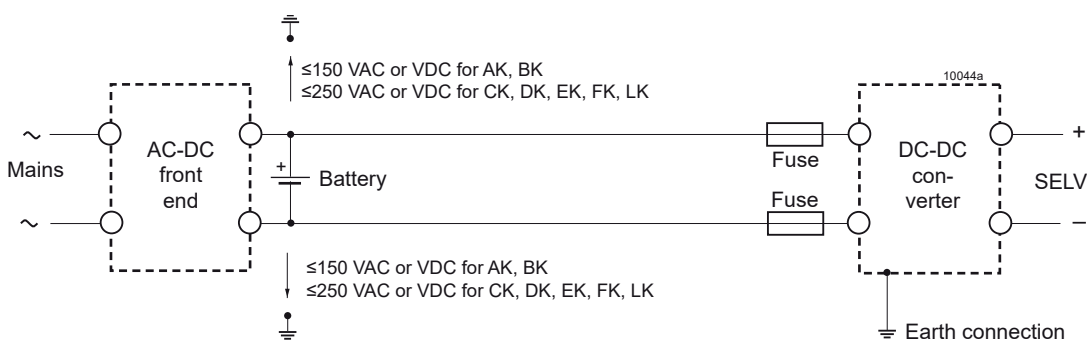 ≤150 VAC or VDC for AK, BK
≤250 VAC or VDC for CK, DK, EK, FK, LK
10044a
~
Mains
~
AC-DC
front
end
+
Battery
Fuse
Fuse
DC-DC
con-
verter
+
SELV
–
≤150 VAC or VDC for AK, BK
≤250 VAC or VDC for CK, DK, EK, FK, LK
Earth connection